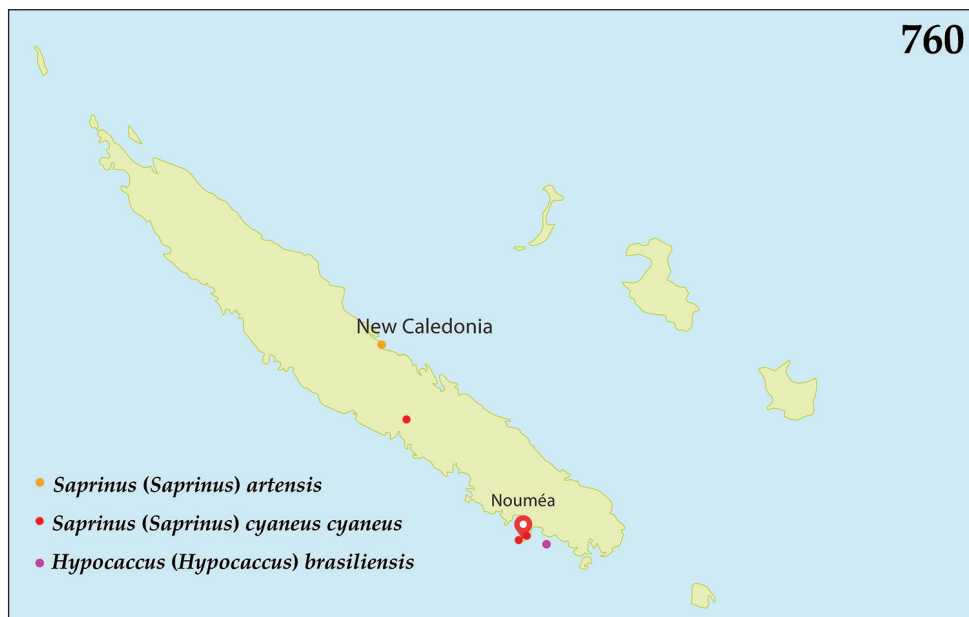 760
New Caledonia
Nouméa
Saprinus (Saprinus) artensis
Saprinus (Saprinus) cyaneus cyaneus
Hypocaccus (Hypocaccus) brasiliensis